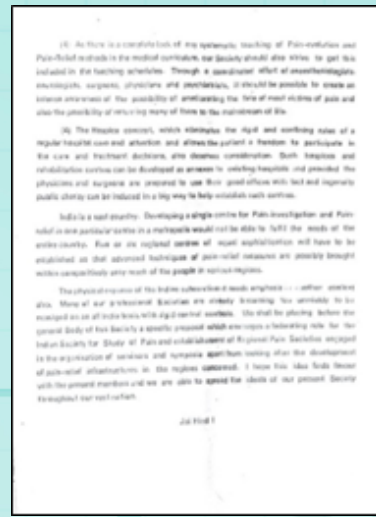 (3) As there is a complete lack of any systematic teaching of Pain-evolution and
Pain-Relief methods in the medical curriculum, our Society should also strive to get this
included in the teaching schedules. Through a coordinated effort of anaesthesiologists
neurologists, surgeons, physicians and psychiatrists, it should be possible to create an
intense awareness of the possibility of ameliorating the fate of most victims of pain and
also the possibility of returning many of them to the mainstream of life.
(4) The Hospice concept, which eliminates the rigid and confining rules of a
regular hospital care and attention and allows the patient a freedom to participate in
the care and treatment decisions, also deserves consideration. Such hospices and
rehabilitation centres can be developed as annexes to existing hospitals and provided the
physicians and surgeons are prepared to use their good offices with tact and ingenuity
public charity can be induced in a big way to help establish such centres.
India is a vast country. Developing a single centre for Pain-investigation and Pain-
relief in one particular centre in a metropolis would not be able to fulfil the needs of the
entire country. Five or six regional centres of equal sophistication will have to be
established so that advanced techniques of pain-relief measures are possibly brought
within comparatively easy reach of the people in various regions.
The physical expanse of the Indian subcontinent needs emphasis in other context
also. Many of our professional Societies are entirely becoming too unwieldy to be
managed on an all India basis with rigid central controls. We shall be placing before the
general body of the Society a specific proposal which envisages a federating role for the
Indian Society for Study of Pain and establishment of Regional Pain Societies engaged
in the organisation of seminars and symposia apart from looking after the development
of pain-relief infrastructures in the regions concerned. I hope this idea finds favour
with the present members and we are able to spread the ideals of our present Society
throughout our vast nation.
Jai Hind !